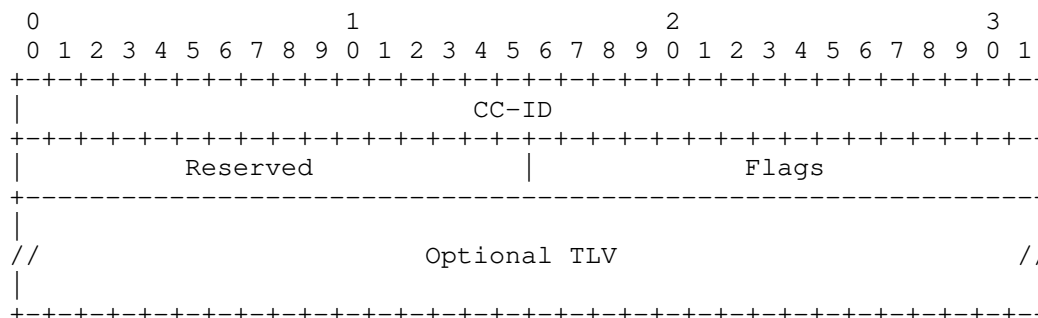 0                   1                   2                   3
 0 1 2 3 4 5 6 7 8 9 0 1 2 3 4 5 6 7 8 9 0 1 2 3 4 5 6 7 8 9 0 1
+-+-+-+-+-+-+-+-+-+-+-+-+-+-+-+-+-+-+-+-+-+-+-+-+-+-+-+-+-+-+-+-
|                            CC-ID
+-+-+-+-+-+-+-+-+-+-+-+-+-+-+-+-+-+-+-+-+-+-+-+-+-+-+-+-+-+-+-+-
|          Reserved             |             Flags
+----------------------------------------------------------------
|
//                        Optional TLV                         //
|
+-+-+-+-+-+-+-+-+-+-+-+-+-+-+-+-+-+-+-+-+-+-+-+-+-+-+-+-+-+-+-+-